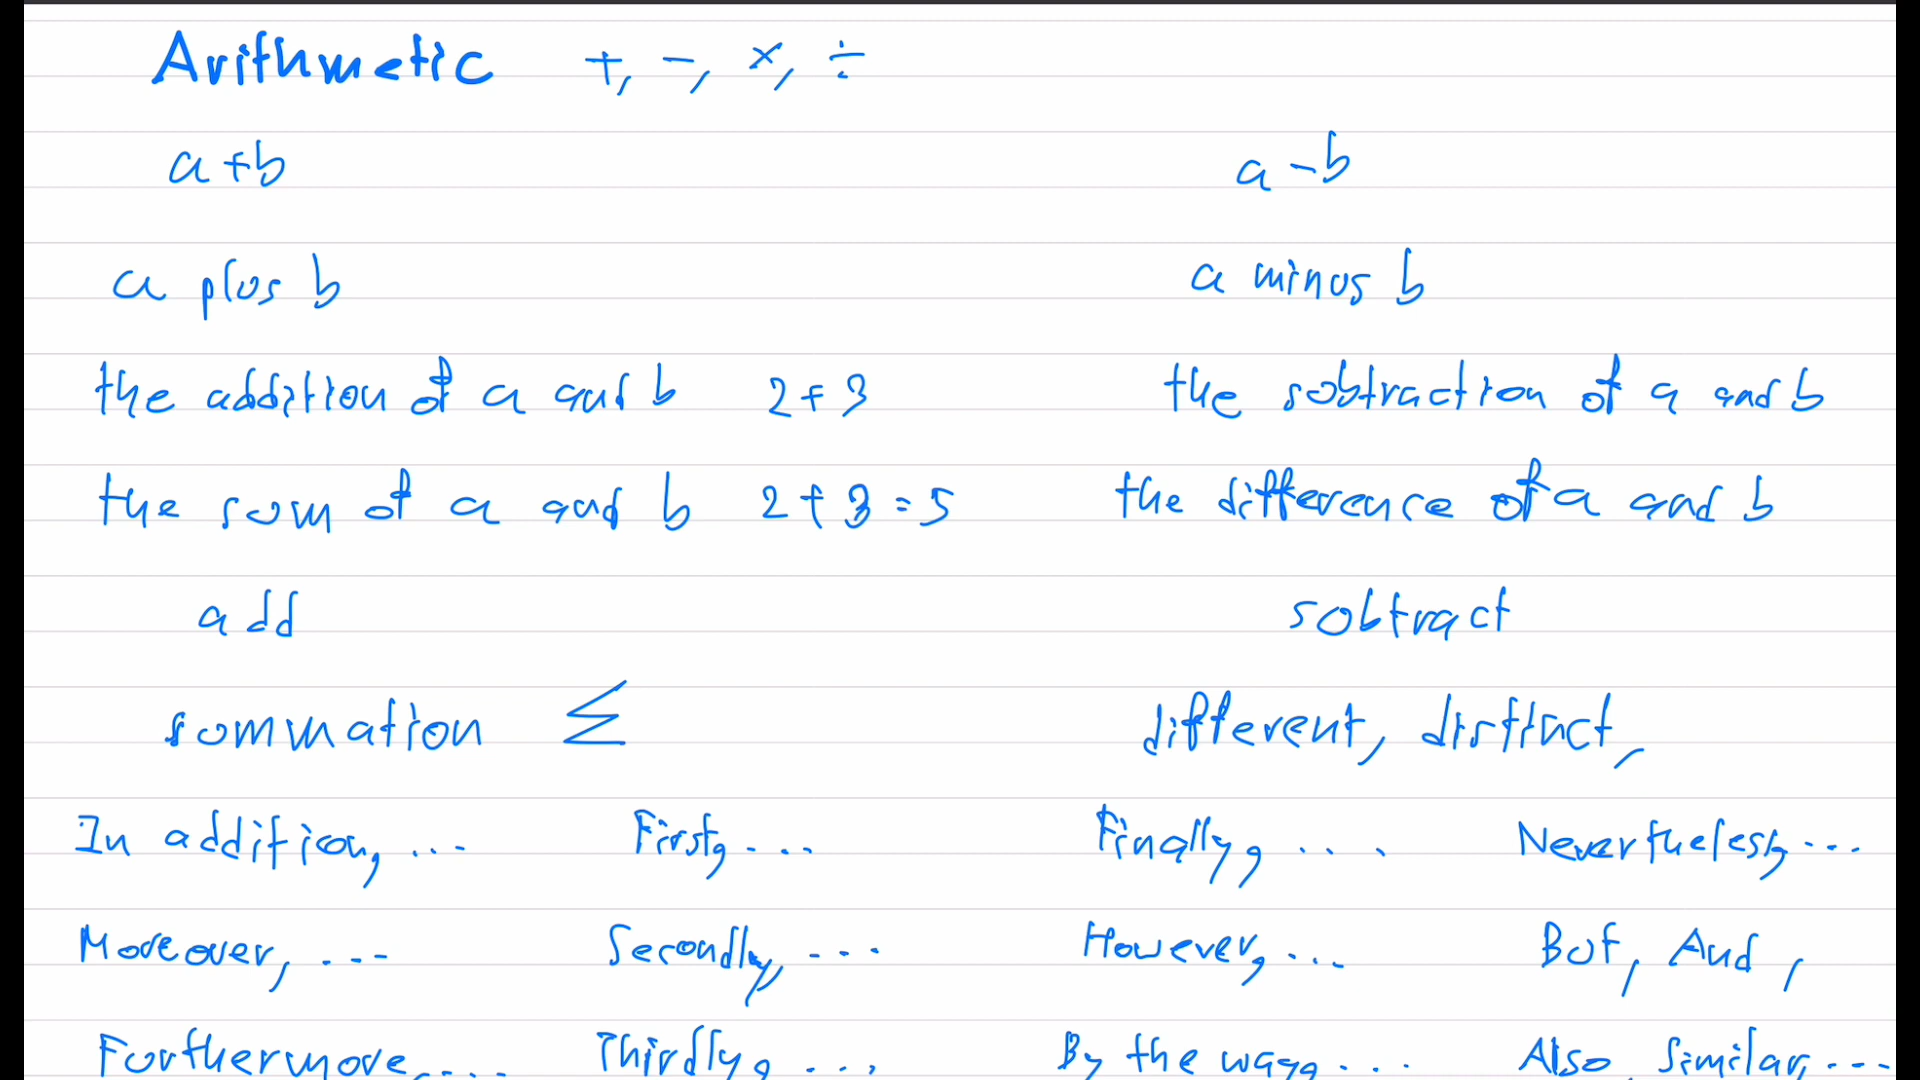 Arithmetic +, -, ×, ÷
a+b a-b
a plus b a minus b
the addition of a and b 2+3 the subtraction of a and b
the sum of a and b 2+3=5 the difference of a and b
add subtract
summation Σ different, distinct,
In addition, ... First, ... Finally, .... Nevertheless, ...
Moreover, ... Secondly, ... However, ... But, And,
Furthermore, ... Thirdly, ... By the way, ... Also, Similar, ...